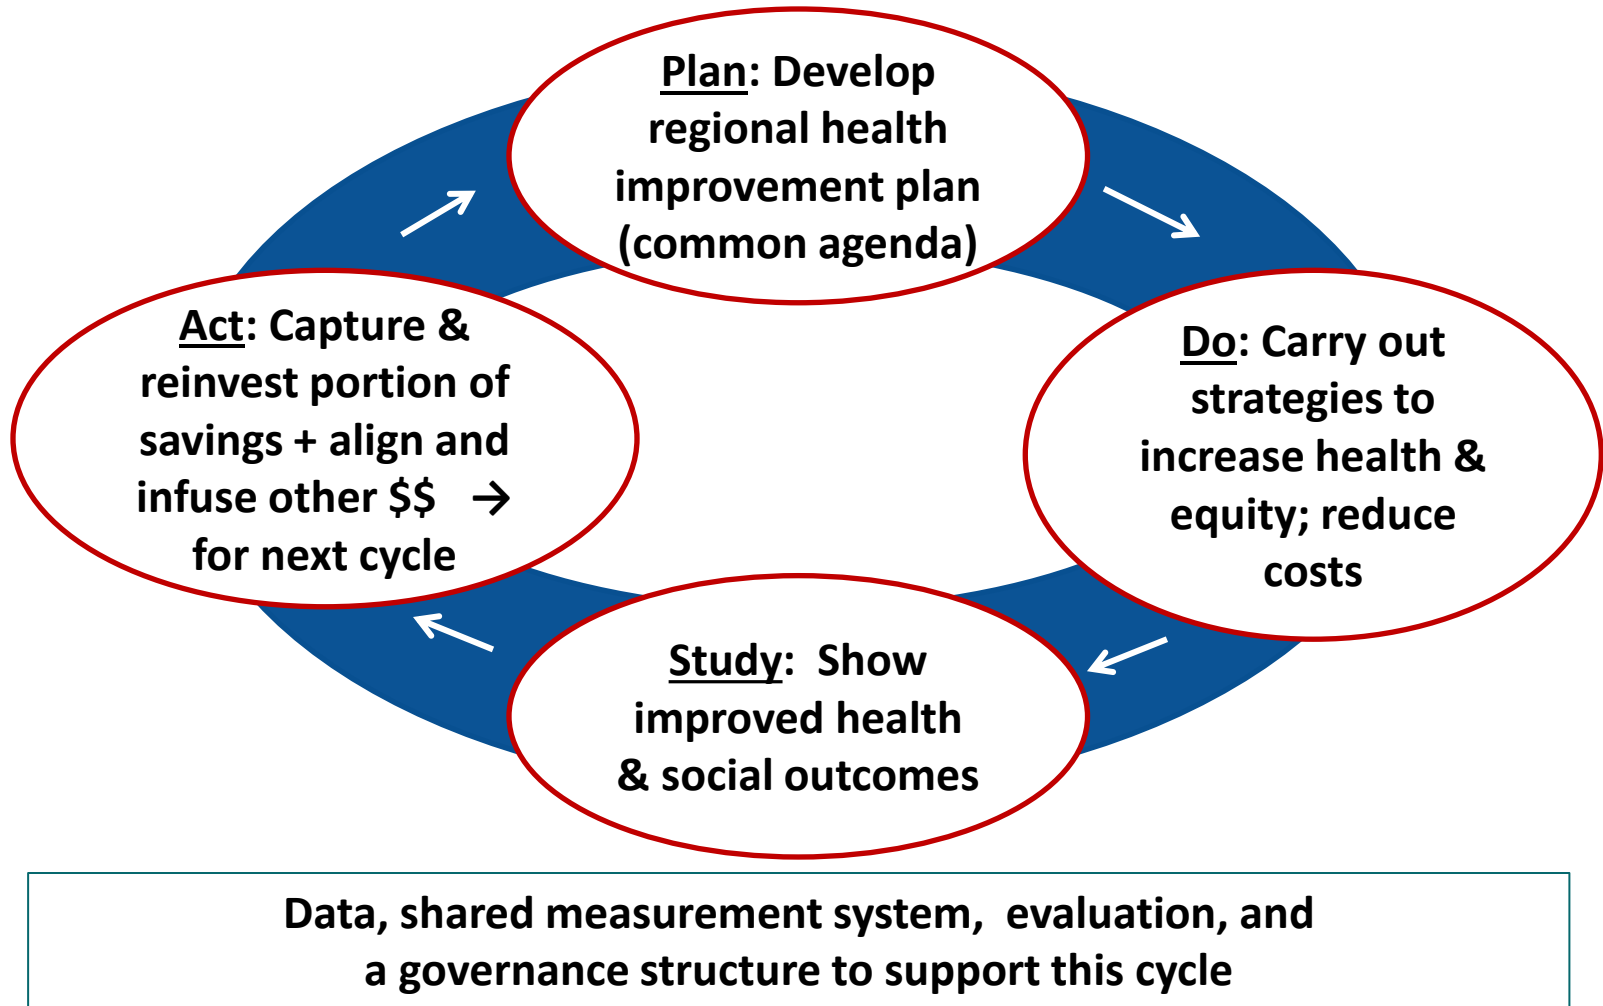 Plan: Develop
regional health
improvement plan
(common agenda)
Act: Capture &
reinvest portion of
savings + align and
infuse other $$ →
for next cycle
Do: Carry out
strategies to
increase health &
equity; reduce
costs
Study:  Show
improved health
& social outcomes
Data, shared measurement system,  evaluation, and
a governance structure to support this cycle